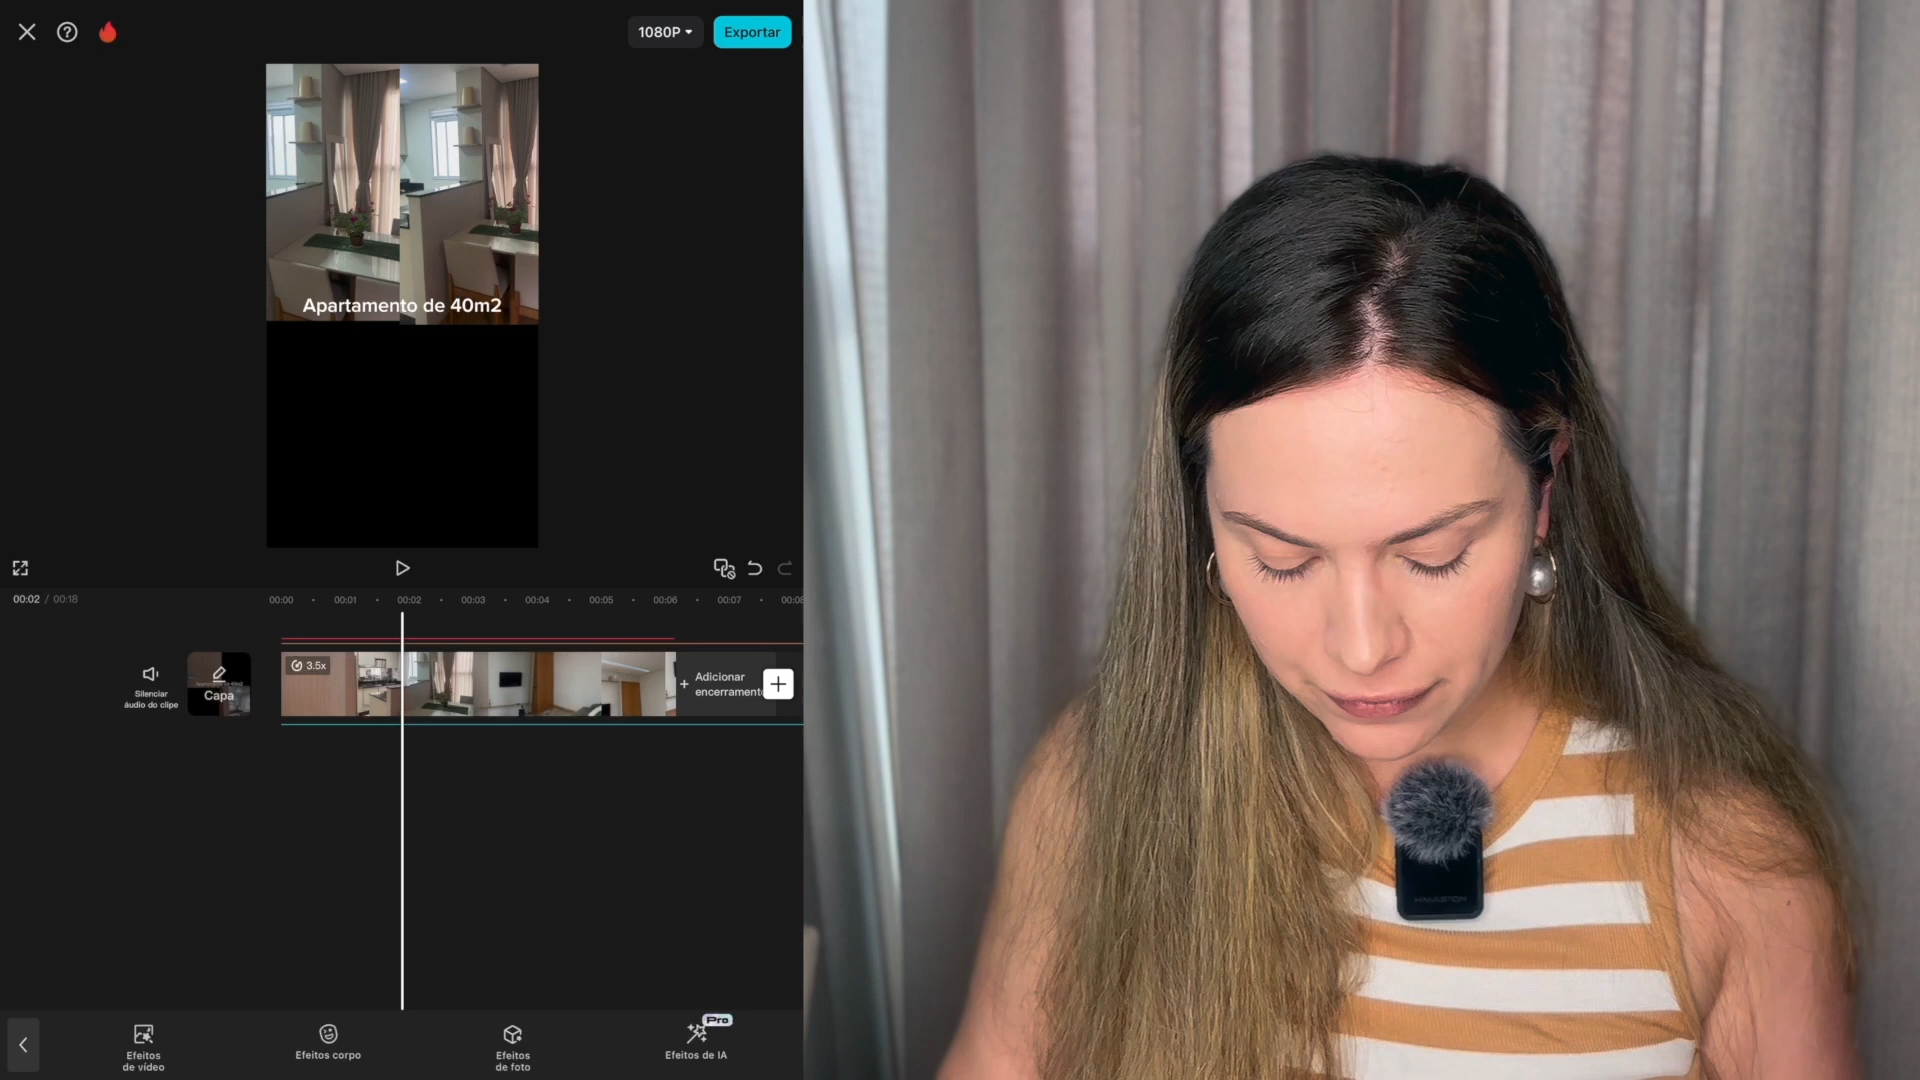 1080P
Exportar
Apartamento de 40m2
00:02 / 00:18
00:00
00:01
00:02
00:03
00:04
00:05
00:06
00:07
00:08
3.5x
Silenciar
áudio do clipe
Capa
+ Adicionar
encerramento
Efeitos
de vídeo
Efeitos corpo
Efeitos
de foto
Pro
Efeitos de IA